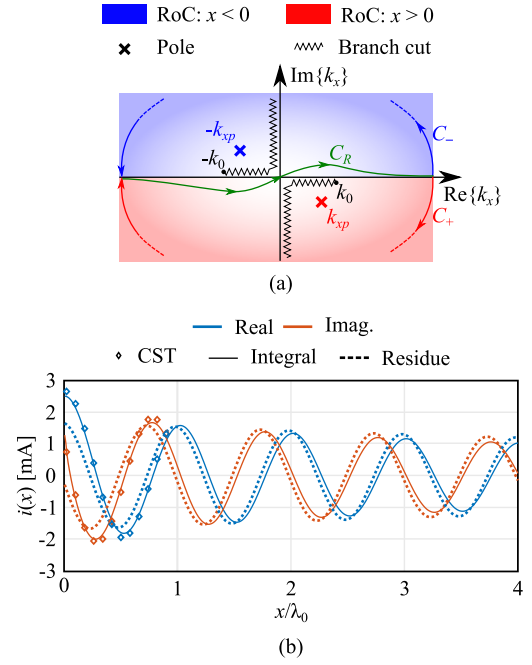 RoC: x < 0 RoC: x > 0
Pole Branch cut
Im{kₓ}
-kₓₚ C_R C₋
-k₀
k₀ Re{kₓ}
kₓₚ C₊
(a)
Real Imag.
CST Integral Residue
3
2
1
0
-1
-2
-3
i(x) [mA]
0 1 2 3 4
x/λ₀
(b)